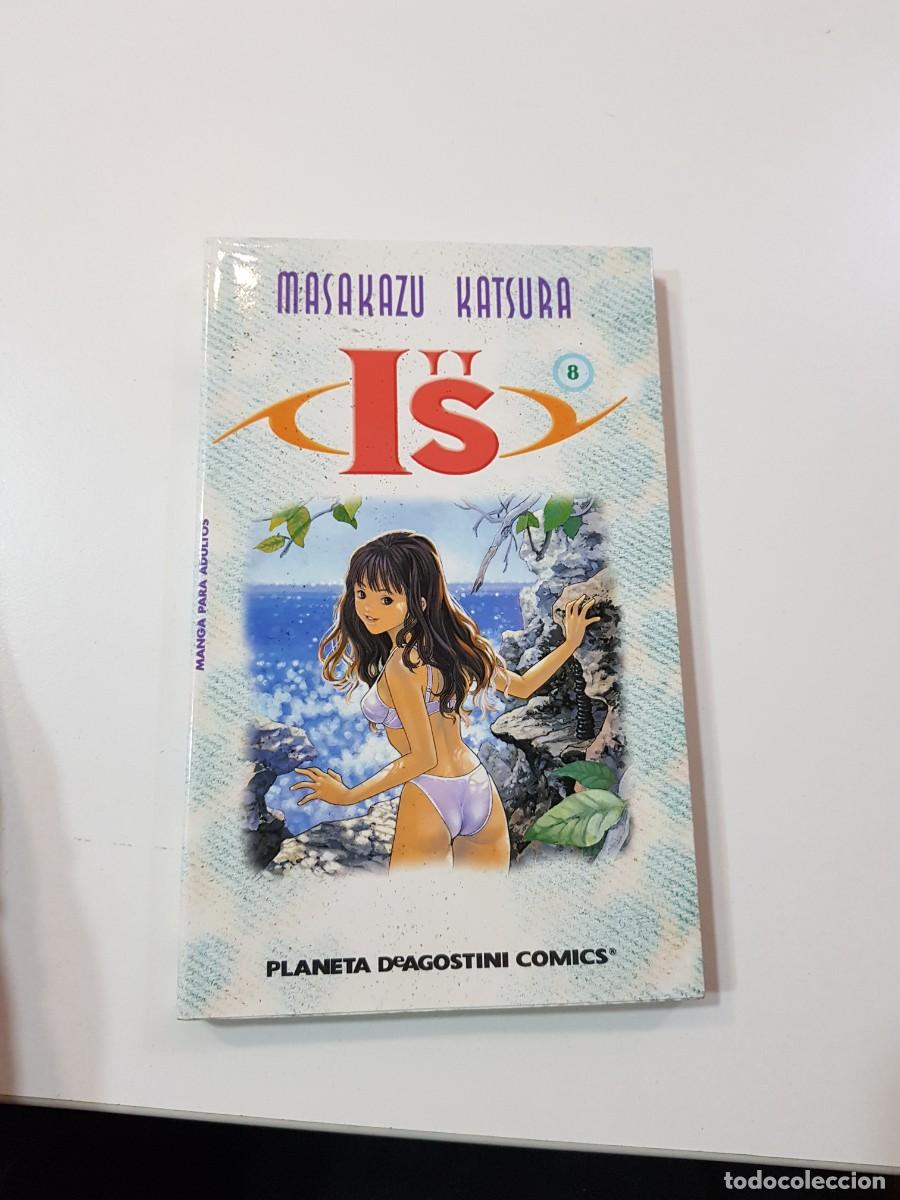 MASAKAZU KATSURA
I"s
8
MANGA PARA ADULTOS
PLANETA DeAGOSTINI COMICS®
todocoleccion